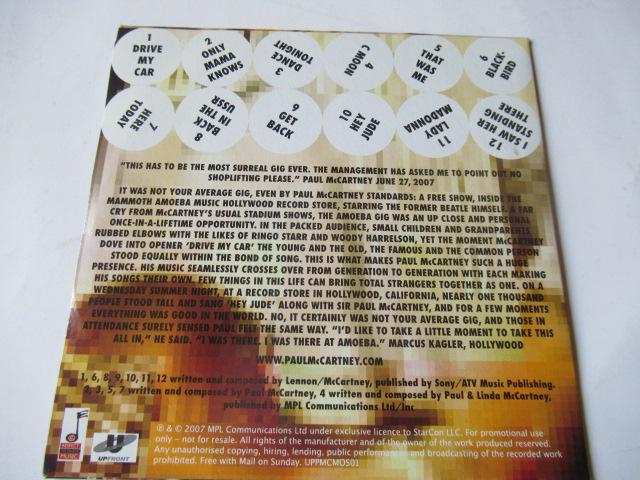 1 DRIVE MY CAR
2 ONLY MAMA KNOWS
3 DANCE TONIGHT
4 C MOON
5 THAT WAS ME
6 BLACK-BIRD
7 HERE TODAY
8 BACK IN THE USSR
9 GET BACK
10 HEY JUDE
11 LADY MADONNA
12 I SAW HER STANDING THERE
"THIS HAS TO BE THE MOST SURREAL GIG EVER. THE MANAGEMENT HAS ASKED ME TO POINT OUT NO
SHOPLIFTING PLEASE." PAUL McCARTNEY JUNE 27, 2007
IT WAS NOT YOUR AVERAGE GIG, EVEN BY PAUL McCARTNEY STANDARDS: A FREE SHOW, INSIDE THE
MAMMOTH AMOEBA MUSIC HOLLYWOOD RECORD STORE, STARRING THE FORMER BEATLE HIMSELF. A FAR
CRY FROM McCARTNEY'S USUAL STADIUM SHOWS, THE AMOEBA GIG WAS AN UP CLOSE AND PERSONAL
ONCE-IN-A-LIFETIME OPPORTUNITY. IN THE PACKED AUDIENCE, SMALL CHILDREN AND GRANDPARENTS
RUBBED ELBOWS WITH THE LIKES OF RINGO STARR AND WOODY HARRELSON, YET THE MOMENT McCARTNEY
DOVE INTO OPENER 'DRIVE MY CAR' THE YOUNG AND THE OLD, THE FAMOUS AND THE COMMON PERSON
STOOD EQUALLY WITHIN THE BOND OF SONG. THIS IS WHAT MAKES PAUL McCARTNEY SUCH A HUGE
PRESENCE. HIS MUSIC SEAMLESSLY CROSSES OVER FROM GENERATION TO GENERATION WITH EACH MAKING
HIS SONGS THEIR OWN. FEW THINGS IN THIS LIFE CAN BRING TOTAL STRANGERS TOGETHER AS ONE. ON A
WEDNESDAY SUMMER NIGHT, AT A RECORD STORE IN HOLLYWOOD, CALIFORNIA, NEARLY ONE THOUSAND
PEOPLE STOOD TALL AND SANG 'HEY JUDE' ALONG WITH SIR PAUL McCARTNEY, AND FOR A FEW MOMENTS
EVERYTHING WAS GOOD IN THE WORLD. NO, IT CERTAINLY WAS NOT YOUR AVERAGE GIG, AND THOSE IN
ATTENDANCE SURELY SENSED PAUL FELT THE SAME WAY. "I'D LIKE TO TAKE A LITTLE MOMENT TO TAKE THIS
ALL IN," HE SAID. "I WAS THERE. I WAS THERE AT AMOEBA." MARCUS KAGLER, HOLLYWOOD
WWW.PAULMcCARTNEY.COM
1, 6, 8, 9, 10, 11, 12 written and composed by Lennon/McCartney, published by Sony/ATV Music Publishing.
2, 3, 5, 7 written and composed by Paul McCartney, 4 written and composed by Paul & Linda McCartney,
published by MPL Communications Ltd/Inc
MUSIC
UPFRONT
℗ & © 2007 MPL Communications Ltd under exclusive licence to StarCon LLC. For promotional use
only - not for resale. All rights of the manufacturer and of the owner of the work produced reserved.
Any unauthorised copying, hiring, lending, public performance and broadcasting of the recorded work
prohibited. Free with Mail on Sunday. UPPMCMOS01